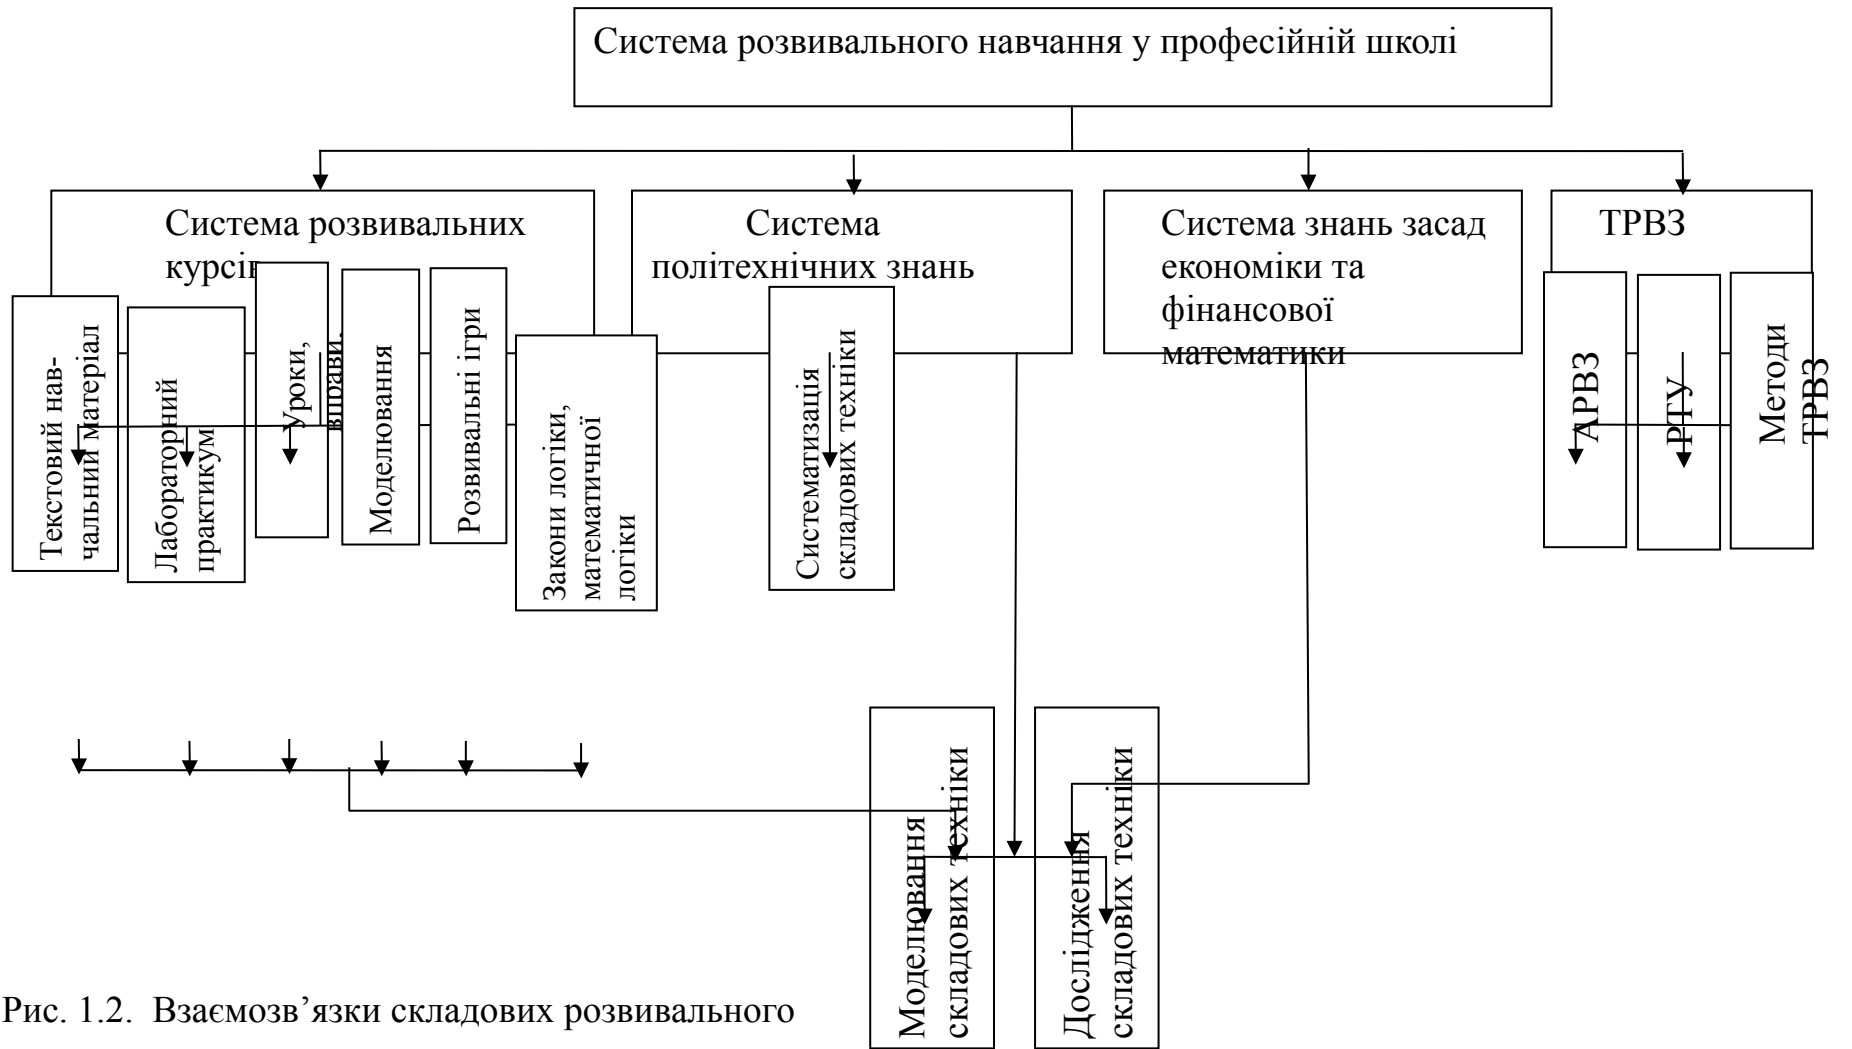 Система розвивального навчання у професійній школі
Система розвивальних
курсів
Система
політехнічних знань
Система знань засад
економіки та
фінансової
математики
ТРВЗ
Текстовий нав-
чальний матеріал
Лабораторний
практикум
Уроки,
вправи.
Моделювання
Розвивальні ігри
Закони логіки,
математичної
логіки
Систематизація
складових техніки
АРВЗ
РТУ
Методи
ТРВЗ
Моделювання
складових техніки
Дослідження
складових техніки
Рис. 1.2. Взаємозв’язки складових розвивального